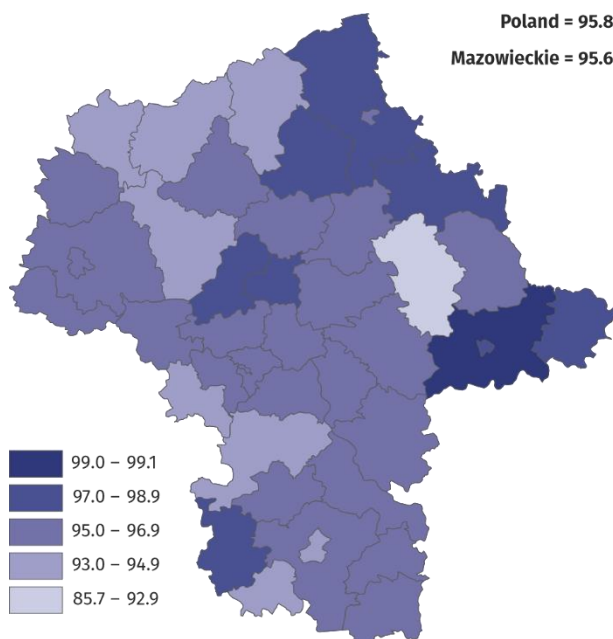 Poland = 95.8
Mazowieckie = 95.6
99.0 – 99.1
97.0 – 98.9
95.0 – 96.9
93.0 – 94.9
85.7 – 92.9